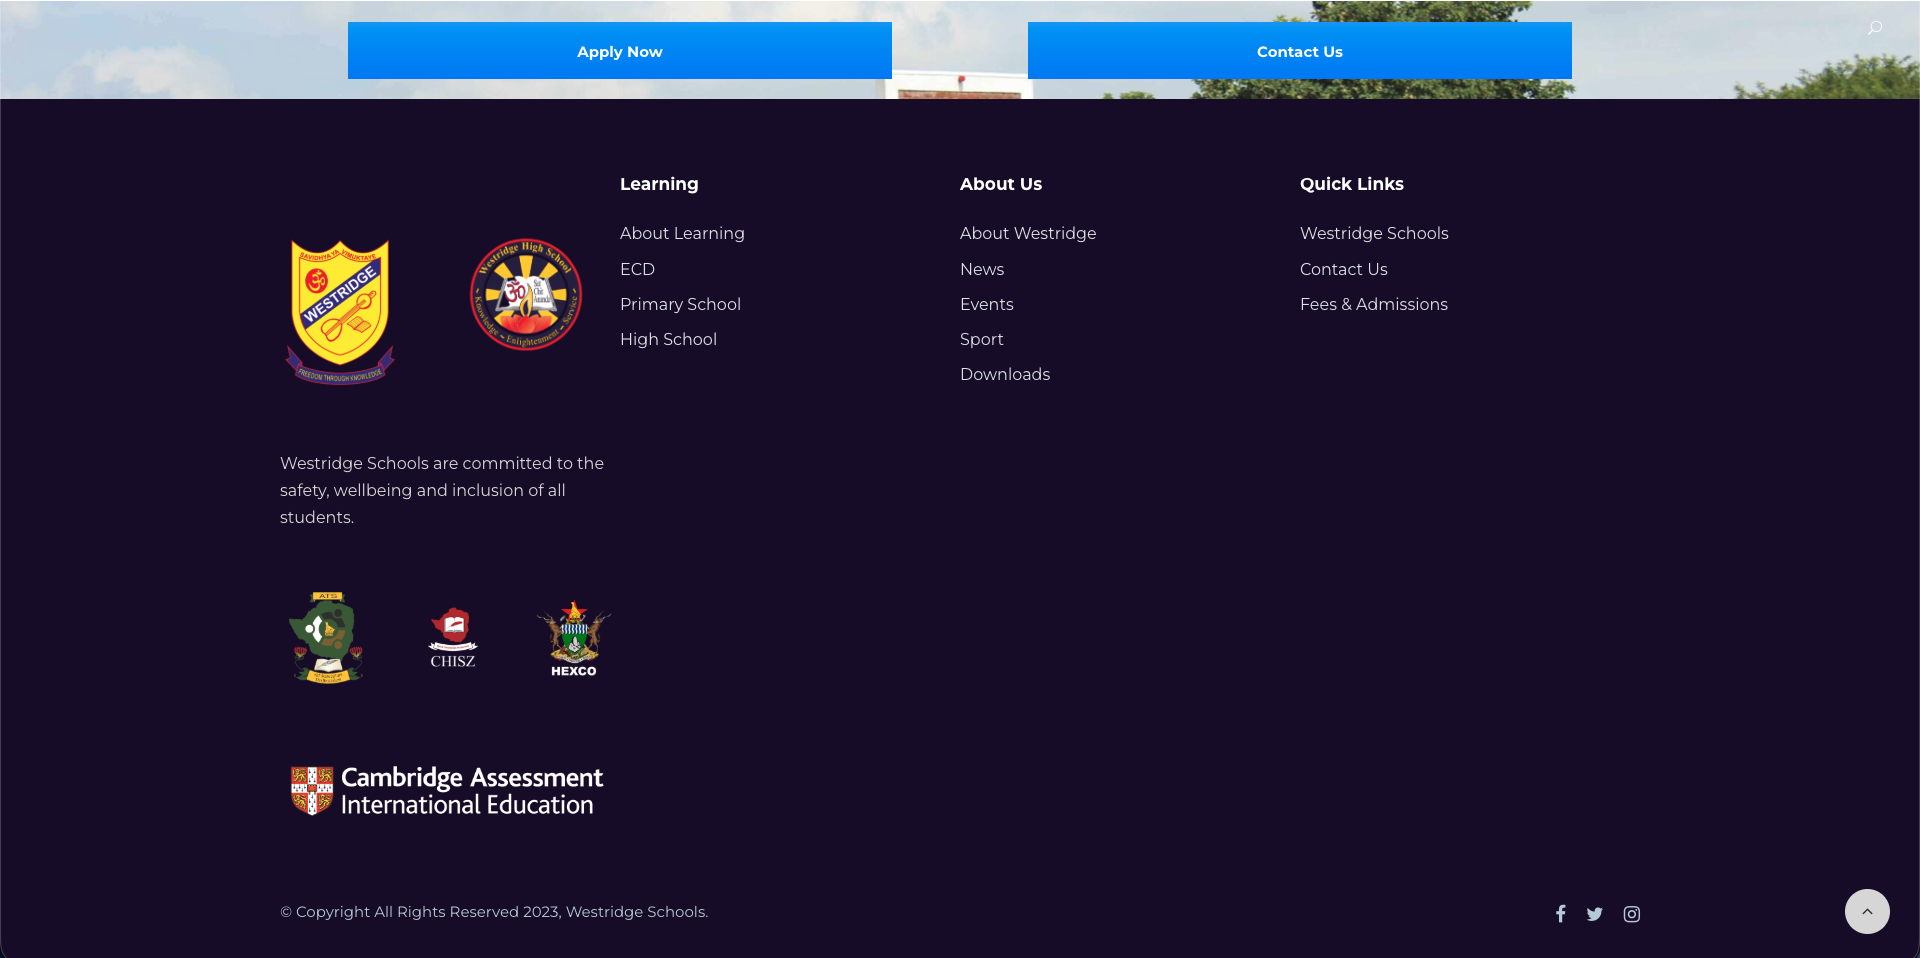 Apply Now
Contact Us
Learning
About Learning
ECD
Primary School
High School
About Us
About Westridge
News
Events
Sport
Downloads
Quick Links
Westridge Schools
Contact Us
Fees & Admissions
SAVIDHYA YA VIMUKTAYE
WESTRIDGE
FREEDOM THROUGH KNOWLEDGE
Westridge High School
Knowledge ~ Enlightenment ~ Service
Westridge Schools are committed to the
safety, wellbeing and inclusion of all
students.
ATS
CHISZ
HEXCO
Cambridge Assessment
International Education
© Copyright All Rights Reserved 2023, Westridge Schools.